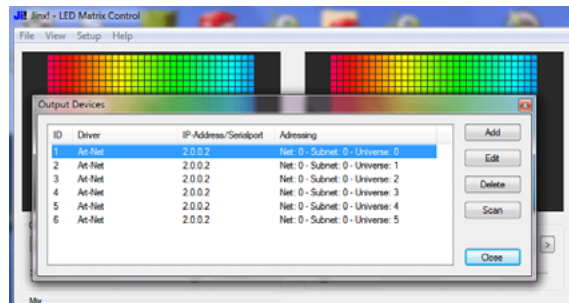 Ji! Jinx! - LED Matrix Control
File View Setup Help
Output Devices
ID Driver IP-Address/Serialport Adressing
1 Art-Net 2.0.0.2 Net: 0 - Subnet: 0 - Universe: 0
2 Art-Net 2.0.0.2 Net: 0 - Subnet: 0 - Universe: 1
3 Art-Net 2.0.0.2 Net: 0 - Subnet: 0 - Universe: 2
4 Art-Net 2.0.0.2 Net: 0 - Subnet: 0 - Universe: 3
5 Art-Net 2.0.0.2 Net: 0 - Subnet: 0 - Universe: 4
6 Art-Net 2.0.0.2 Net: 0 - Subnet: 0 - Universe: 5
Add
Edit
Delete
Scan
Close
>
Mix